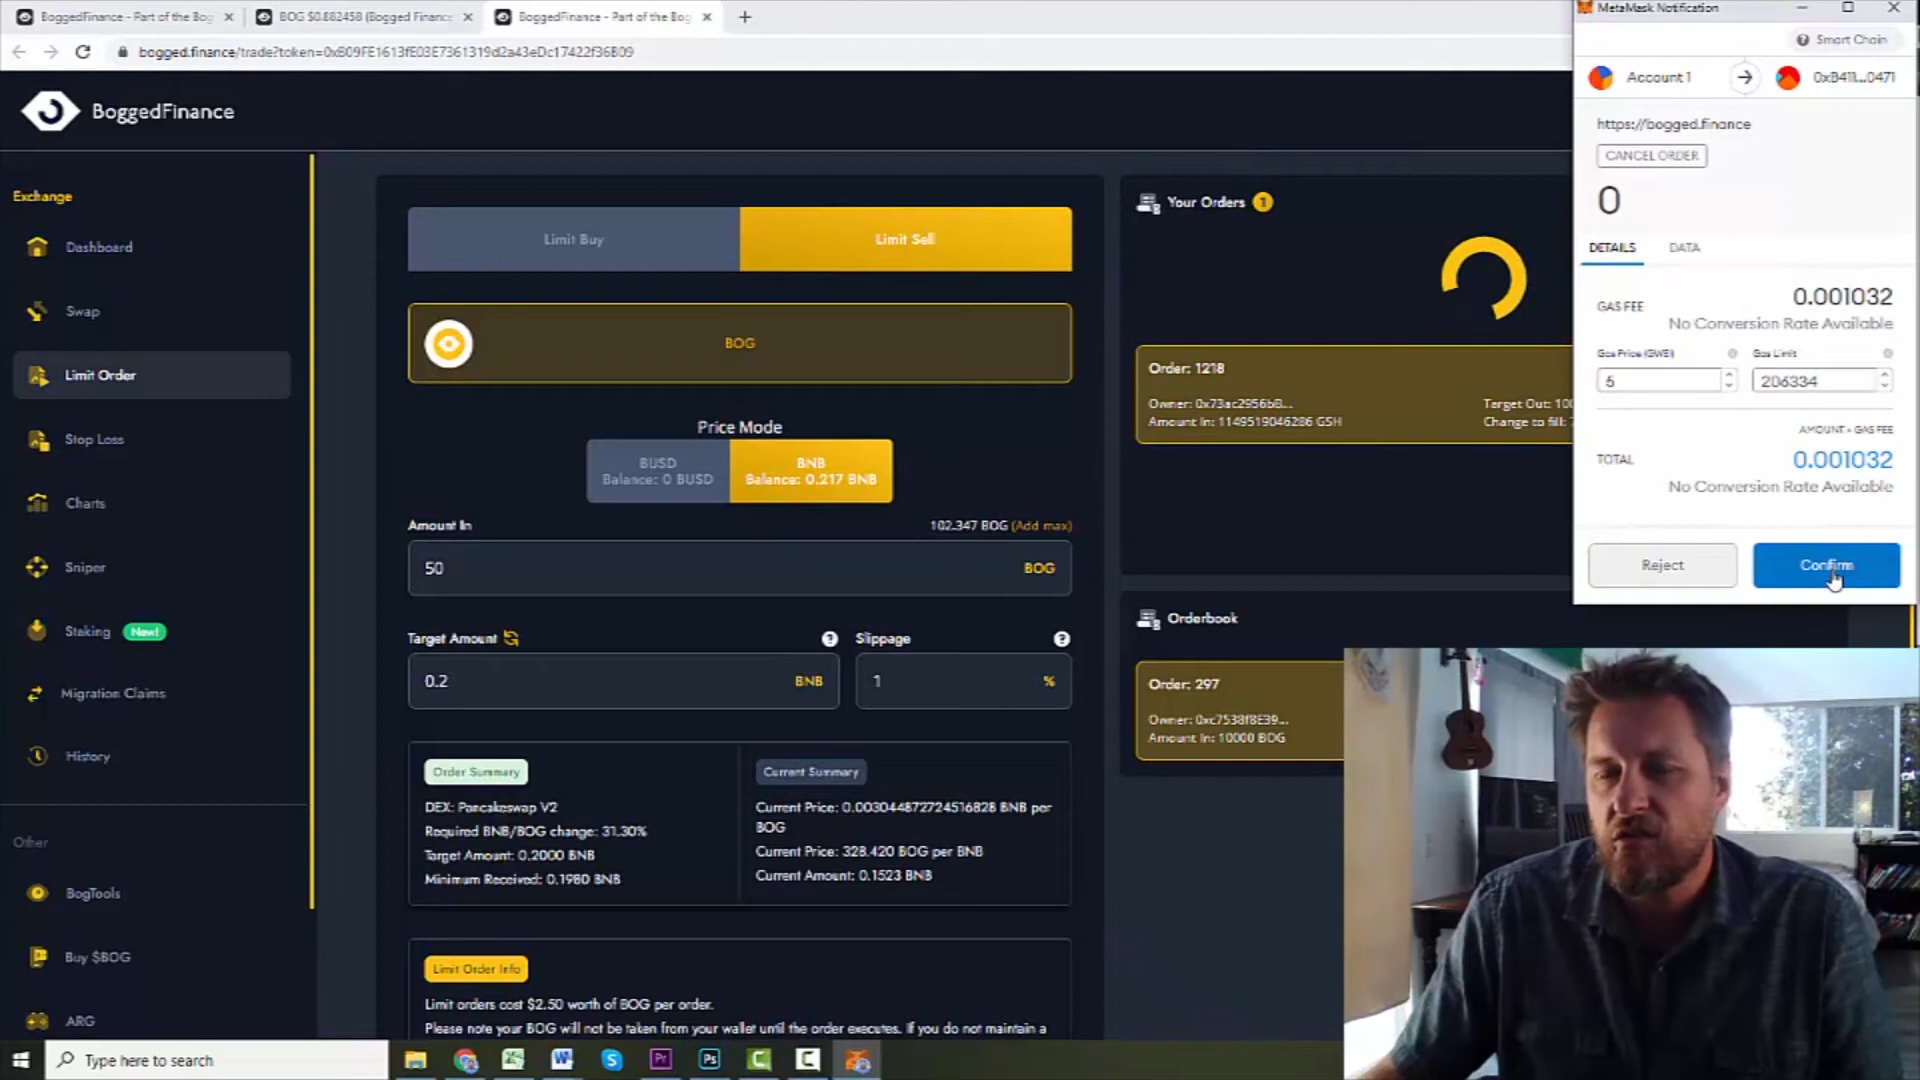 BoggedFinance - Part of the Bog
BOG $0.882458 (Bogged Finance
BoggedFinance - Part of the Bog
bogged.finance/trade?token=0xB09FE1613fE03E7361319d2a43eDc17422f36B09
BoggedFinance
Exchange
Dashboard
Swap
Limit Order
Stop Loss
Charts
Sniper
Staking New!
Migration Claims
History
Other
BogTools
Buy $BOG
ARG
Limit Buy
Limit Sell
BOG
Price Mode
BUSD
Balance: 0 BUSD
BNB
Balance: 0.217 BNB
Amount In
102.347 BOG (Add max)
50 BOG
Target Amount
Slippage
0.2 BNB
1 %
Order Summary
DEX: Pancakeswap V2
Required BNB/BOG change: 31.30%
Target Amount: 0.2000 BNB
Minimum Received: 0.1980 BNB
Current Summary
Current Price: 0.003044872724516828 BNB per
BOG
Current Price: 328.420 BOG per BNB
Current Amount: 0.1523 BNB
Limit Order Info
Limit orders cost $2.50 worth of BOG per order.
Please note your BOG will not be taken from your wallet until the order executes. If you do not maintain a
Your Orders 1
Order: 1218
Owner: 0x73ac2956bB...
Amount In: 1149519046286 GSH
Target Out: 100
Change to fill:
Orderbook
Order: 297
Owner: 0xc7538f8E39...
Amount In: 10000 BOG
MetaMask Notification
Smart Chain
Account 1
0xB411...0471
https://bogged.finance
CANCEL ORDER
0
DETAILS
DATA
GAS FEE
0.001032
No Conversion Rate Available
Gas Price (GWEI)
Gas Limit
5
206334
AMOUNT + GAS FEE
TOTAL
0.001032
No Conversion Rate Available
Reject
Confirm
Type here to search